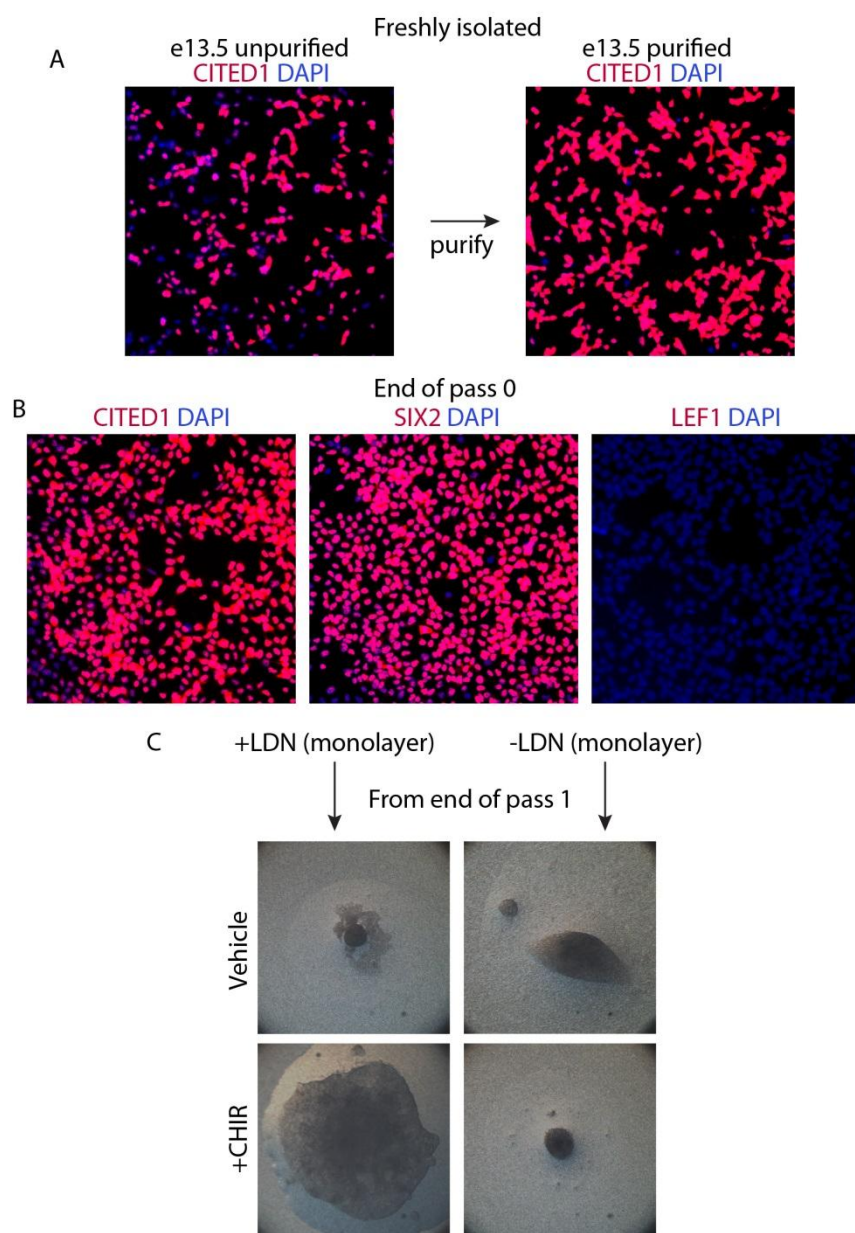 Freshly isolated
A
e13.5 unpurified
CITED1 DAPI
purify
e13.5 purified
CITED1 DAPI
B
End of pass 0
CITED1 DAPI
SIX2 DAPI
LEF1 DAPI
C
+LDN (monolayer)
-LDN (monolayer)
From end of pass 1
Vehicle
+CHIR